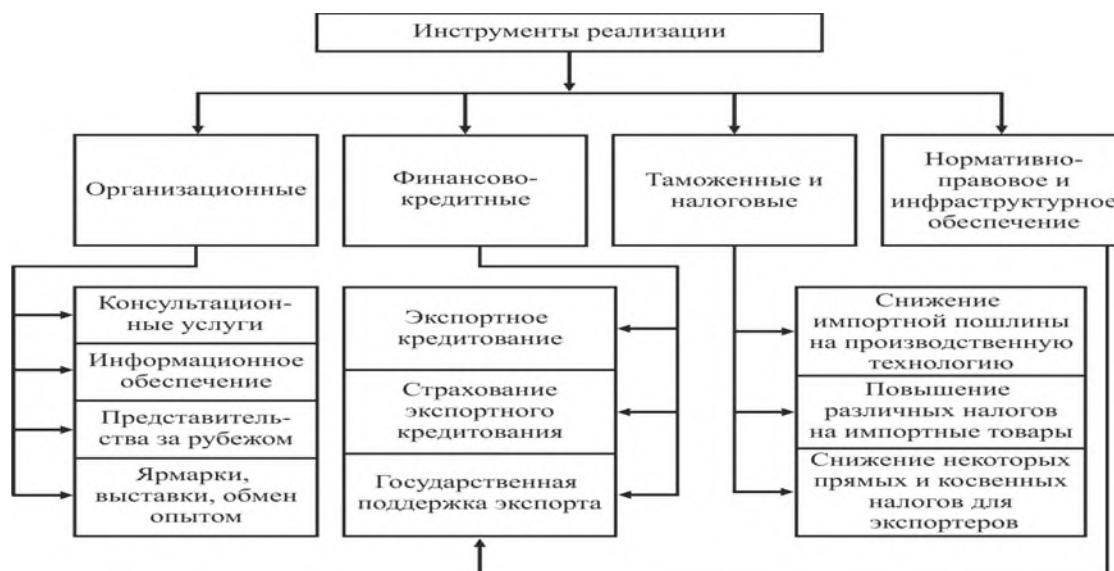 Инструменты реализации
Организационные
Финансово-
кредитные
Таможенные и
налоговые
Нормативно-
правовое и
инфраструктурное
обеспечение
Консультацион-
ные услуги
Информационное
обеспечение
Представитель-
ства за рубежом
Ярмарки,
выставки, обмен
опытом
Экспортное
кредитование
Страхование
экспортного
кредитования
Государственная
поддержка экспорта
Снижение
импортной пошлины
на производственную
технологию
Повышение
различных налогов
на импортные товары
Снижение некоторых
прямых и косвенных
налогов для
экспортеров